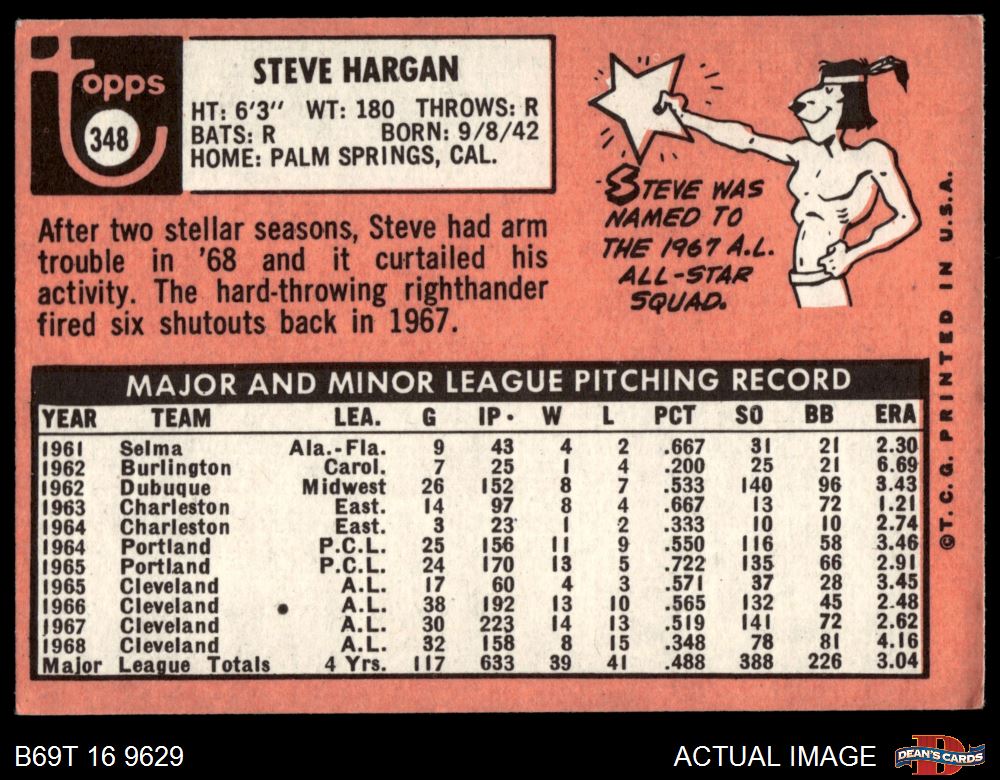 topps
348
STEVE HARGAN
HT: 6'3" WT: 180 THROWS: R
BATS: R BORN: 9/8/42
HOME: PALM SPRINGS, CAL.
STEVE WAS
NAMED TO
THE 1967 A.L.
ALL-STAR
SQUAD.
After two stellar seasons, Steve had arm
trouble in '68 and it curtailed his
activity. The hard-throwing righthander
fired six shutouts back in 1967.
MAJOR AND MINOR LEAGUE PITCHING RECORD
YEAR TEAM LEA. G IP. W L PCT SO BB ERA
1961 Selma Ala.-Fla. 9 43 4 2 .667 31 21 2.30
1962 Burlington Carol. 7 25 1 4 .200 25 21 6.69
1962 Dubuque Midwest 26 152 8 7 .533 140 96 3.43
1963 Charleston East. 14 97 8 4 .667 13 72 1.21
1964 Charleston East. 3 23 1 2 .333 10 10 2.74
1964 Portland P.C.L. 25 156 11 9 .550 116 58 3.46
1965 Portland P.C.L. 24 170 13 5 .722 135 66 2.91
1965 Cleveland A.L. 17 60 4 3 .571 37 28 3.45
1966 Cleveland A.L. 38 192 13 10 .565 132 45 2.48
1967 Cleveland A.L. 30 223 14 13 .519 141 72 2.62
1968 Cleveland A.L. 32 158 8 15 .348 78 81 4.16
Major League Totals 4 Yrs. 117 633 39 41 .488 388 226 3.04
©T.C.G. PRINTED IN U.S.A.
B69T 16 9629
ACTUAL IMAGE
D
DEAN'S CARDS